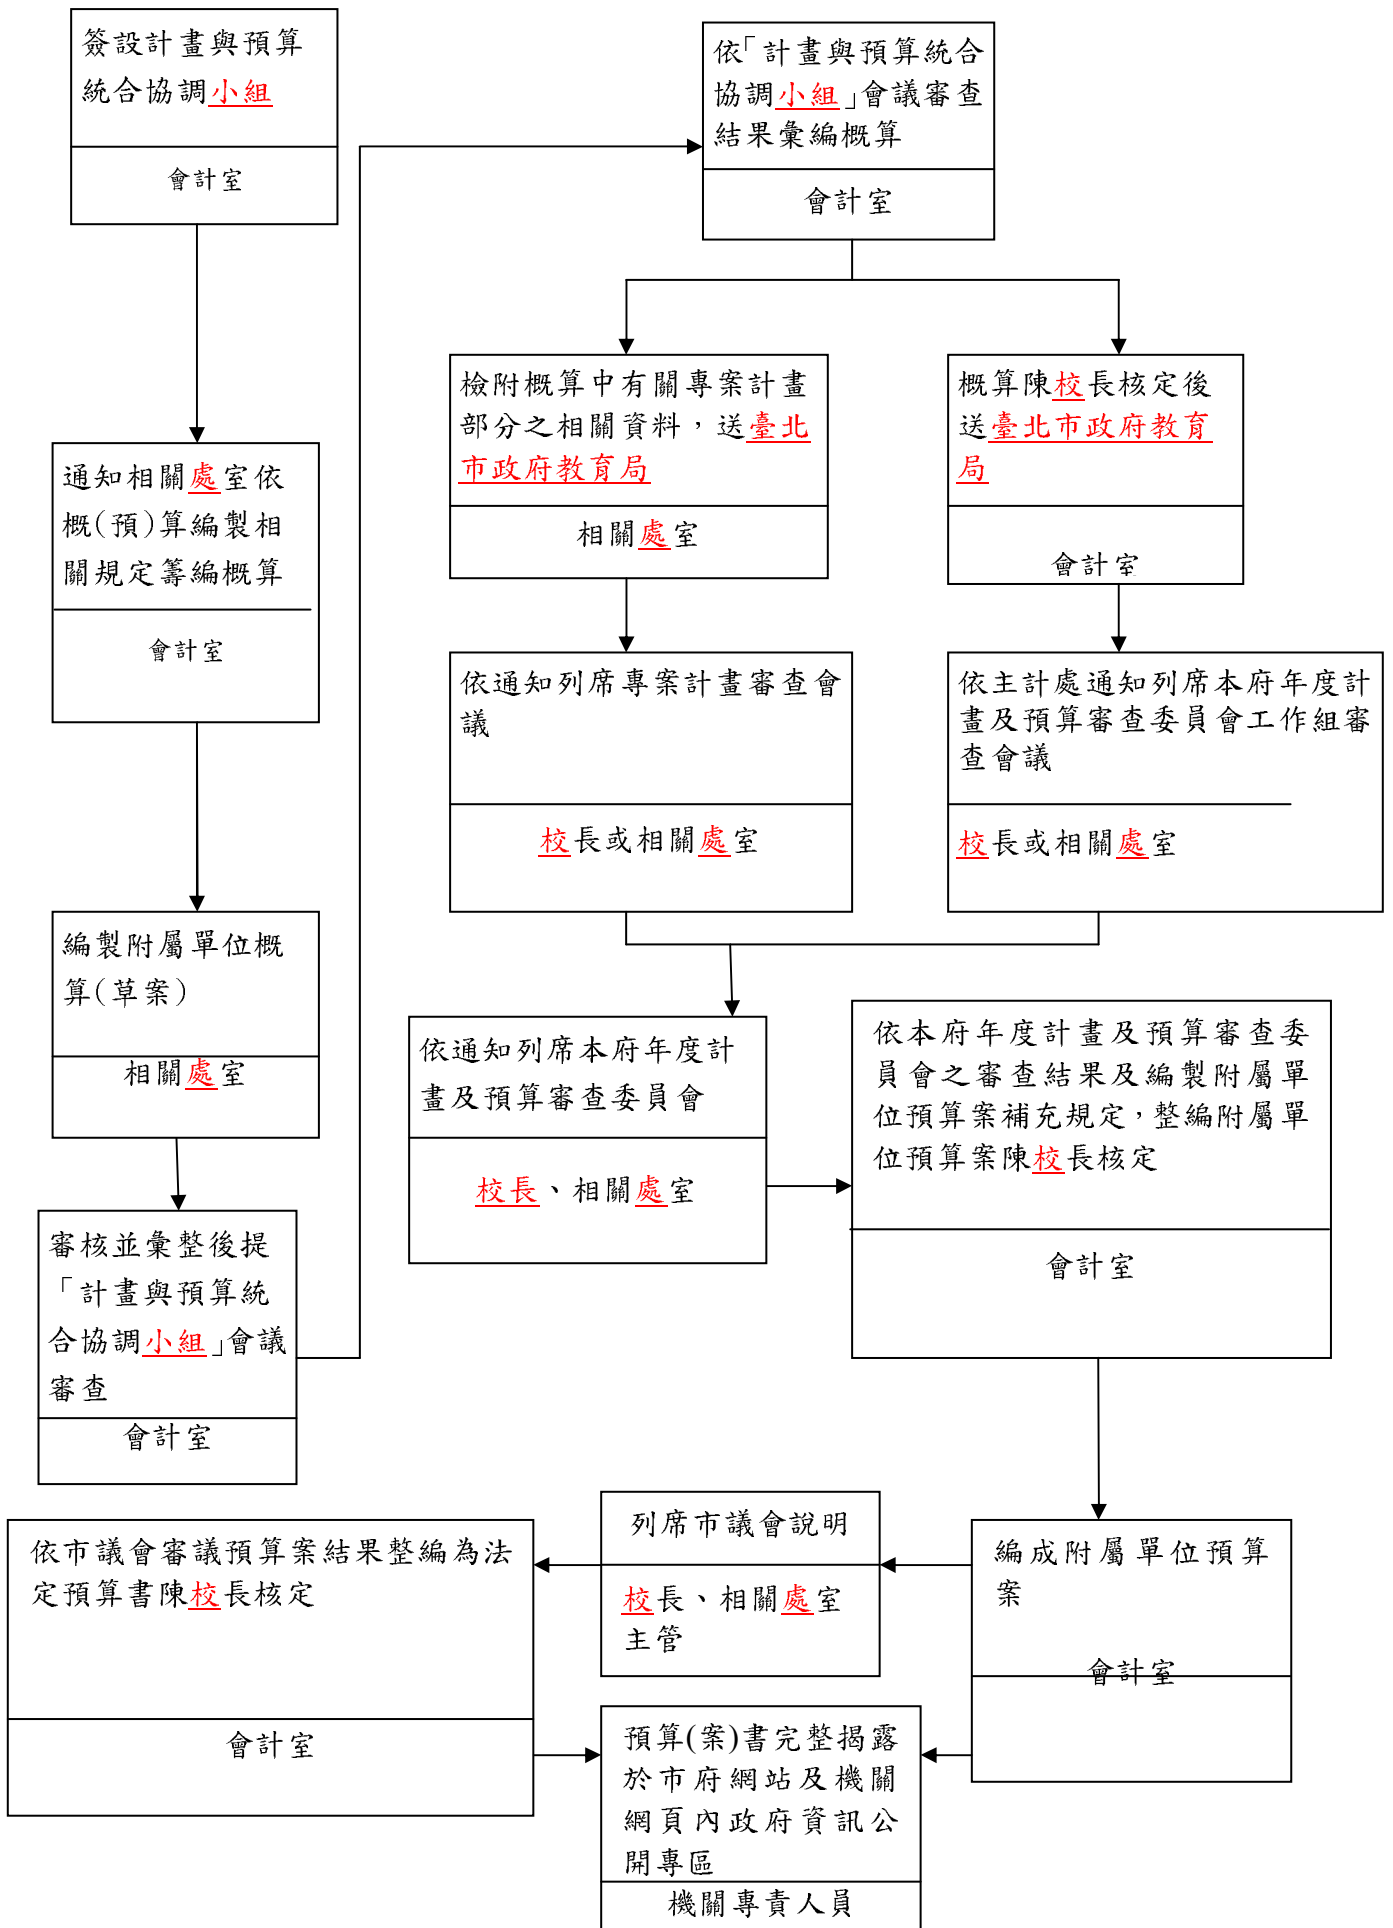 簽設計畫與預算
統合協調小組
會計室
通知相關處室依
概(預)算編製相
關規定籌編概算
會計室
編製附屬單位概
算(草案)
相關處室
審核並彙整後提
「計畫與預算統
合協調小組」會議
審查
會計室
依「計畫與預算統合
協調小組」會議審查
結果彙編概算
會計室
檢附概算中有關專案計畫
部分之相關資料，送臺北
市政府教育局
相關處室
概算陳校長核定後
送臺北市政府教育
局
會計室
依通知列席專案計畫審查會
議
校長或相關處室
依主計處通知列席本府年度計
畫及預算審查委員會工作組審
查會議
校長或相關處室
依通知列席本府年度計
畫及預算審查委員會
校長、相關處室
依本府年度計畫及預算審查委
員會之審查結果及編製附屬單
位預算案補充規定，整編附屬單
位預算案陳校長核定
會計室
編成附屬單位預算
案
會計室
列席市議會說明
校長、相關處室
主管
依市議會審議預算案結果整編為法
定預算書陳校長核定
會計室
預算(案)書完整揭露
於市府網站及機關
網頁內政府資訊公
開專區
機關專責人員